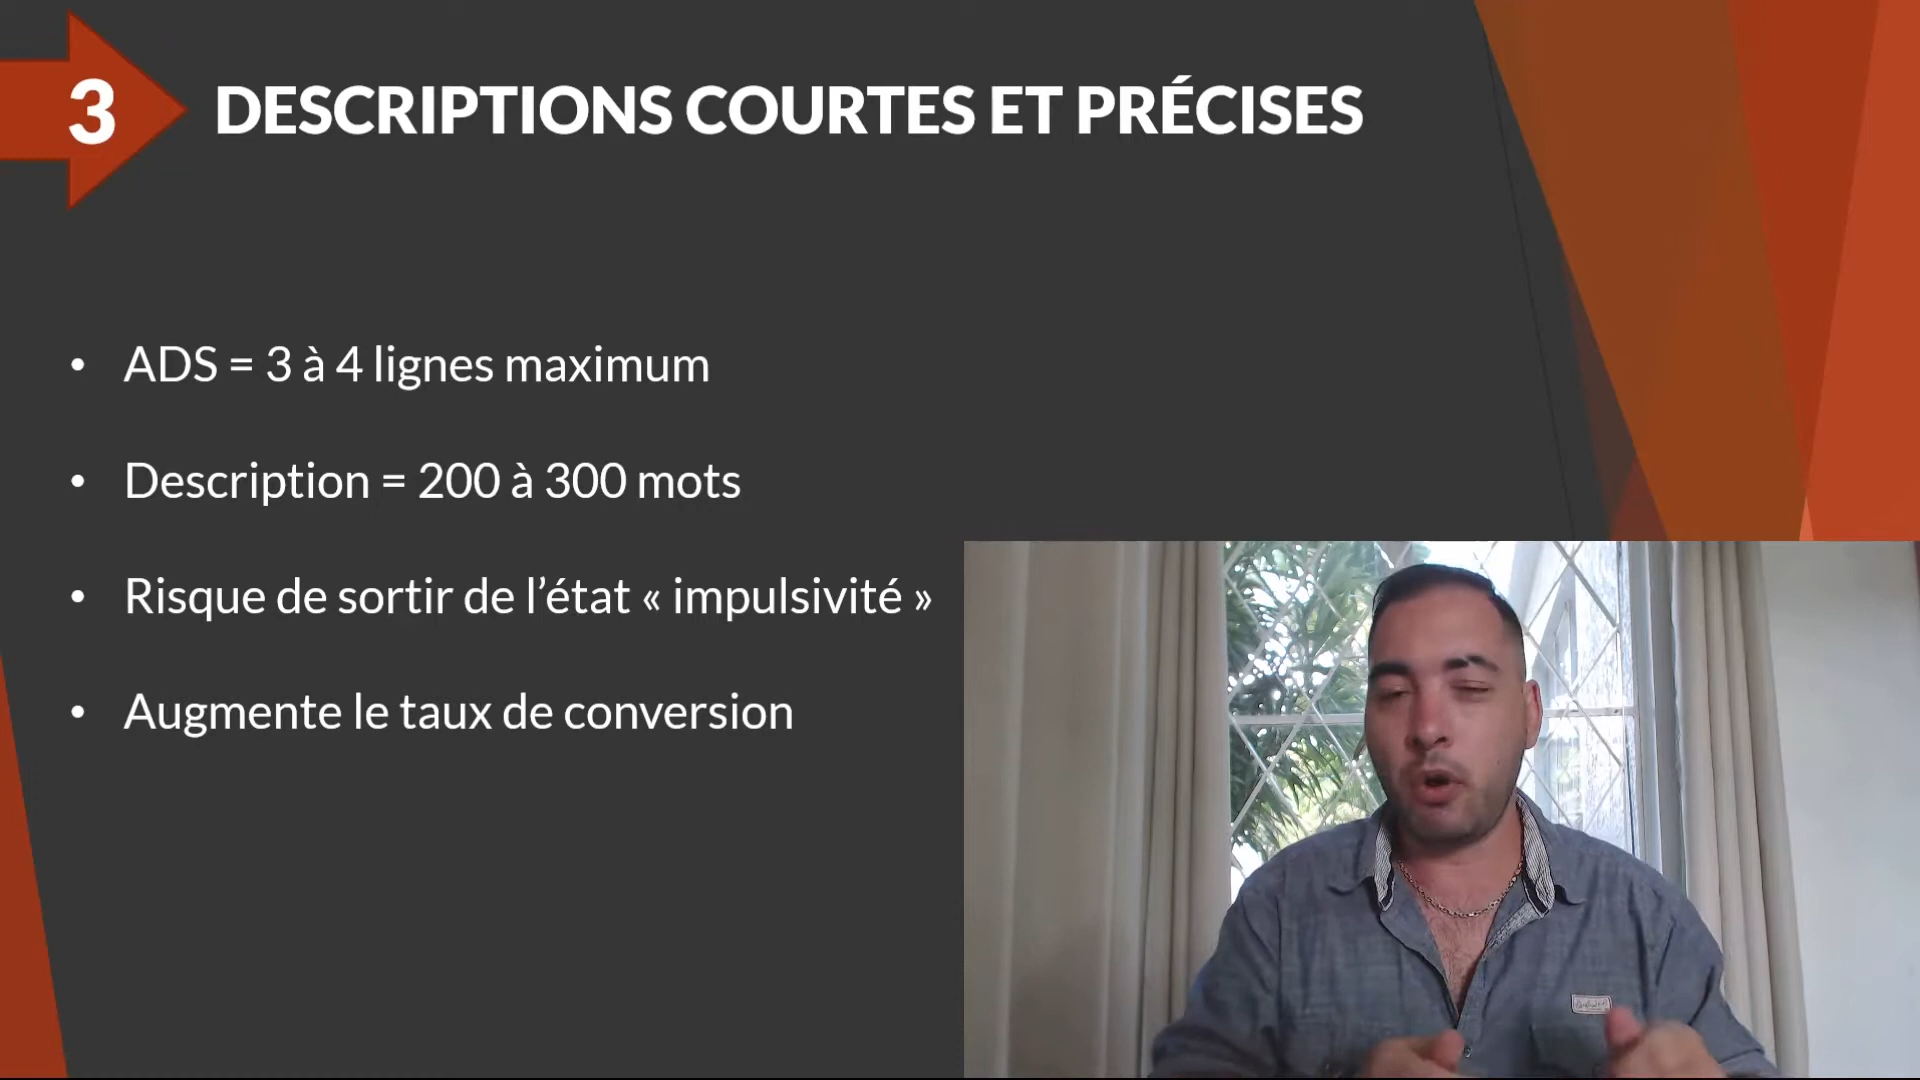 3
DESCRIPTIONS COURTES ET PRÉCISES
• ADS = 3 à 4 lignes maximum
• Description = 200 à 300 mots
• Risque de sortir de l’état « impulsivité »
• Augmente le taux de conversion